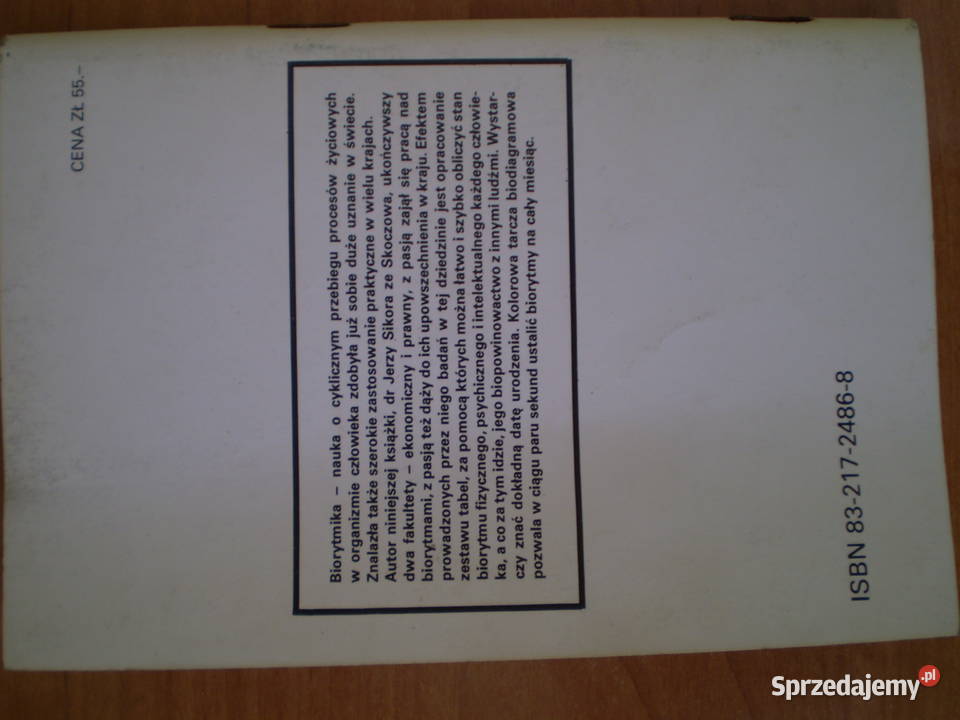 CENA ZŁ 55.–
Biorytmika – nauka o cyklicznym przebiegu procesów życiowych
w organizmie człowieka zdobyła już sobie duże uznanie w świecie.
Znalazła także szerokie zastosowanie praktyczne w wielu krajach.
Autor niniejszej książki, dr Jerzy Sikora ze Skoczowa, ukończywszy
dwa fakultety – ekonomiczny i prawny, z pasją zajął się pracą nad
biorytmami, z pasją też dąży do ich upowszechnienia w kraju. Efektem
prowadzonych przez niego badań w tej dziedzinie jest opracowanie
zestawu tabel, za pomocą których można łatwo i szybko obliczyć stan
biorytmu fizycznego, psychicznego i intelektualnego każdego człowie-
ka, a co za tym idzie, jego biopowinowactwo z innymi ludźmi. Wystar-
czy znać dokładną datę urodzenia. Kolorowa tarcza biodiagramowa
pozwala w ciągu paru sekund ustalić biorytmy na cały miesiąc.
ISBN 83-217-2486-8
Sprzedajemy.pl